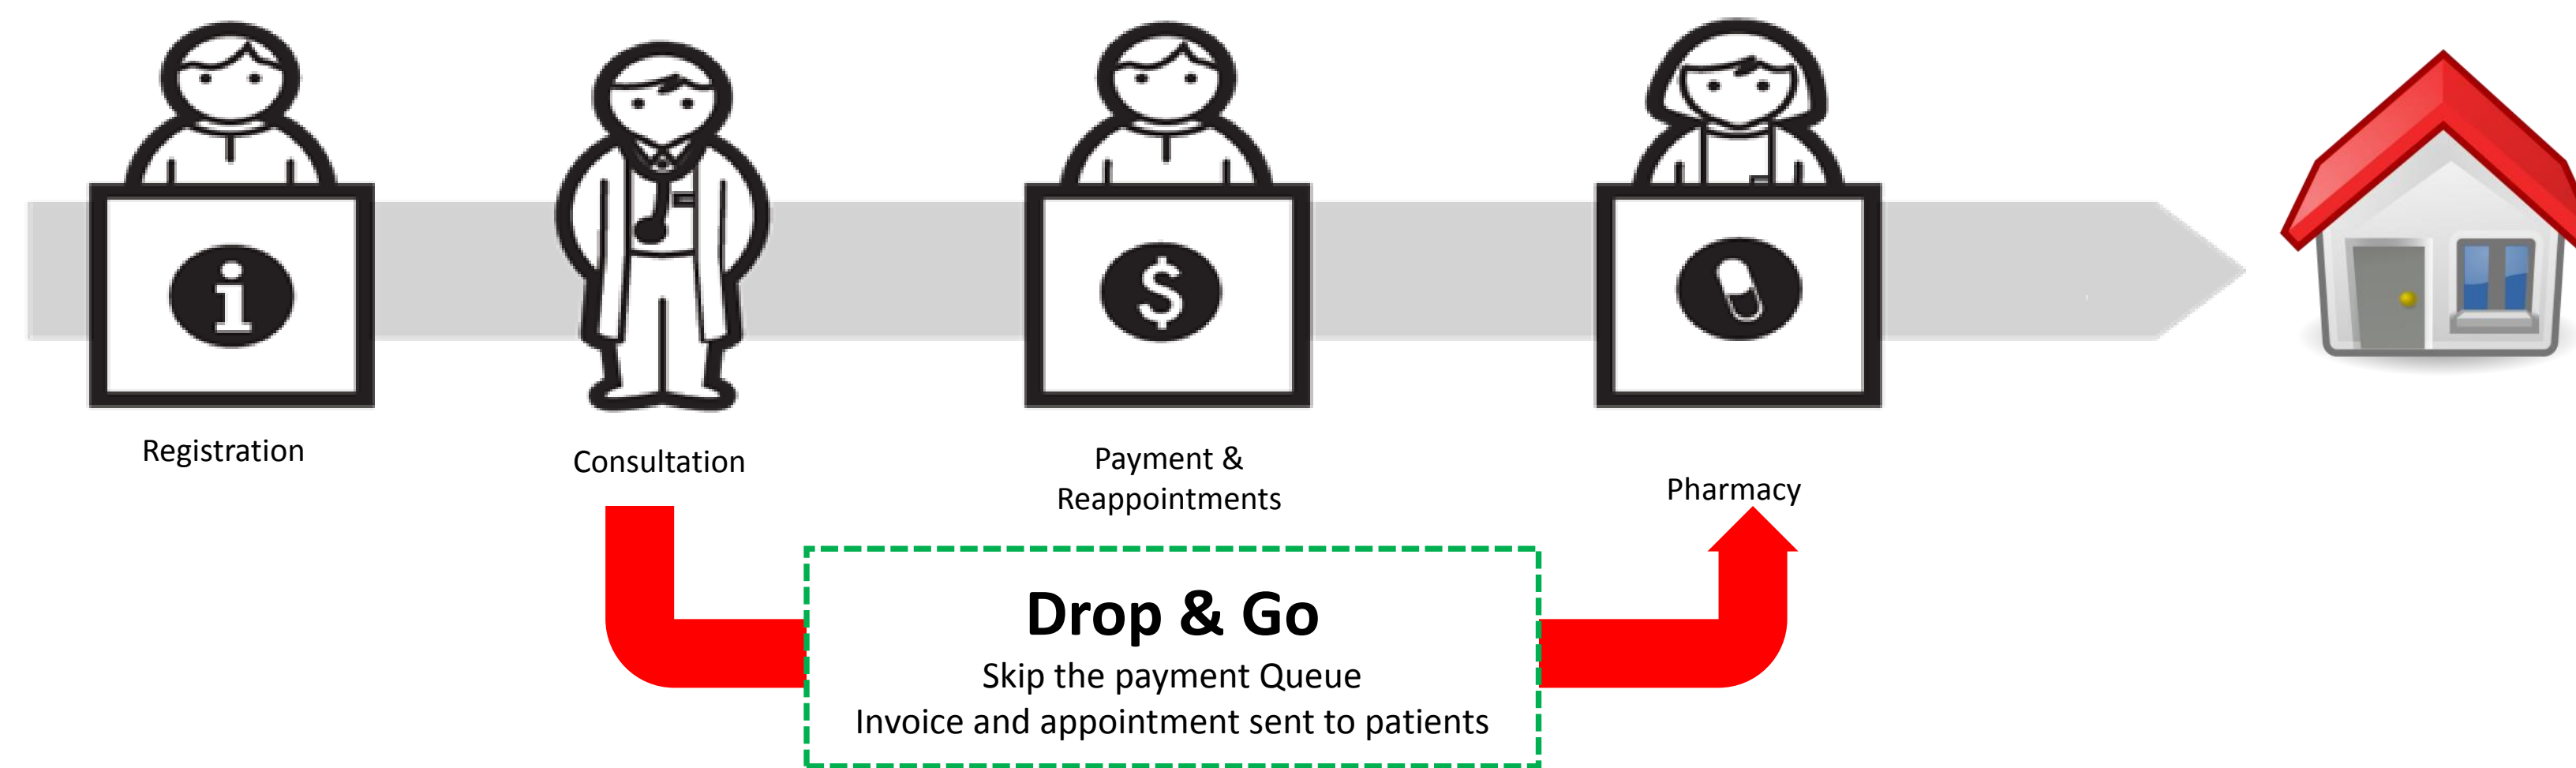 i
$
Registration
Consultation
Payment &
Reappointments
Pharmacy
Drop & Go
Skip the payment Queue
Invoice and appointment sent to patients